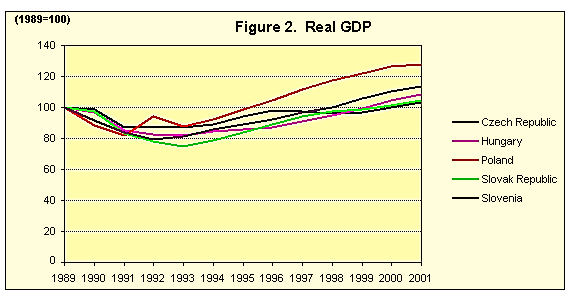 (1989=100)
Figure 2. Real GDP
140
120
100
80
60
40
20
0
1989 1990 1991 1992 1993 1994 1995 1996 1997 1998 1999 2000 2001
Czech Republic
Hungary
Poland
Slovak Republic
Slovenia